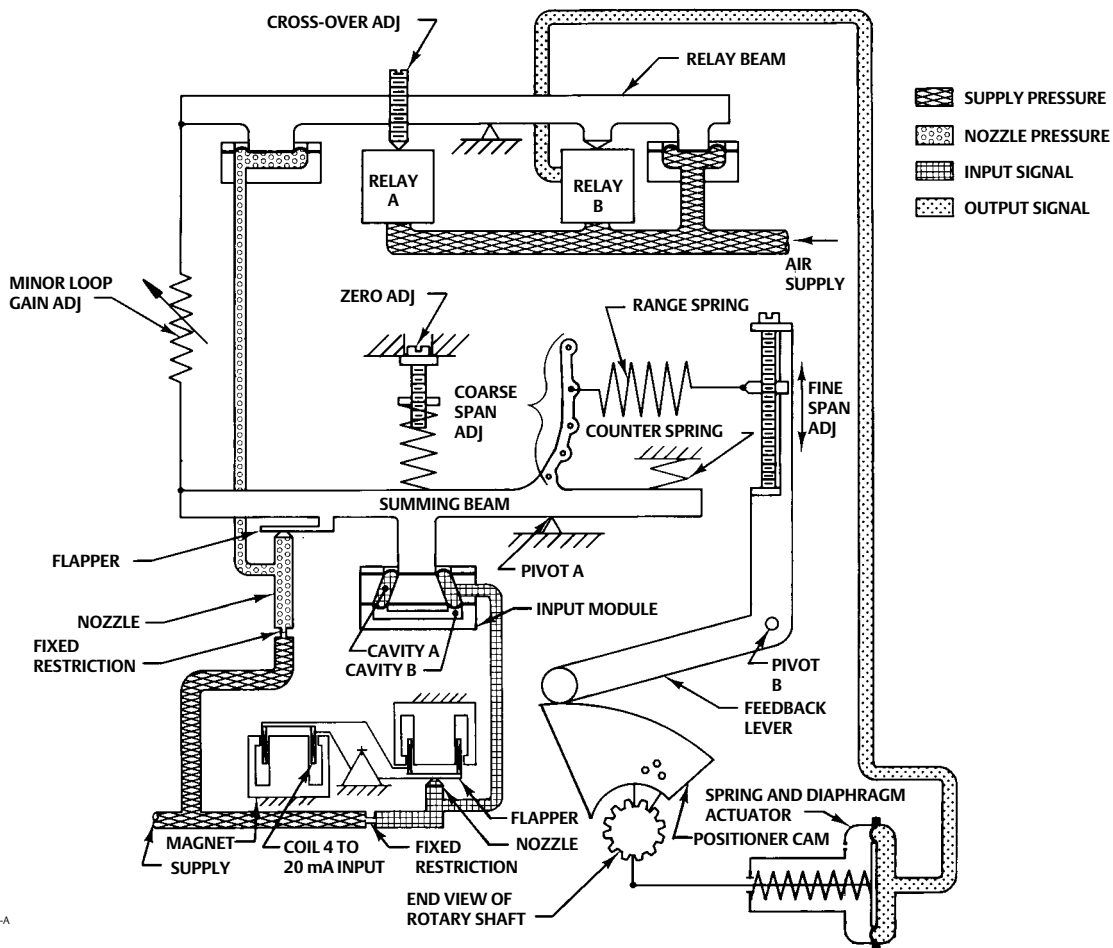 CROSS-OVER ADJ
RELAY BEAM
SUPPLY PRESSURE
NOZZLE PRESSURE
INPUT SIGNAL
OUTPUT SIGNAL
RELAY
A
RELAY
B
AIR
SUPPLY
MINOR LOOP
GAIN ADJ
ZERO ADJ
RANGE SPRING
COARSE
SPAN
ADJ
FINE
SPAN
ADJ
COUNTER SPRING
SUMMING BEAM
FLAPPER
PIVOT A
NOZZLE
INPUT MODULE
FIXED
RESTRICTION
CAVITY A
CAVITY B
PIVOT
B
FEEDBACK
LEVER
SPRING AND DIAPHRAGM
ACTUATOR
FLAPPER
POSITIONER CAM
MAGNET
SUPPLY
COIL 4 TO
20 mA INPUT
FIXED
RESTRICTION
NOZZLE
END VIEW OF
ROTARY SHAFT
-A